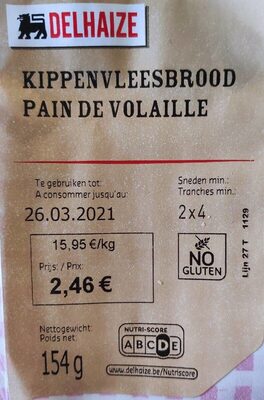 DELHAIZE
KIPPENVLEESBROOD
PAIN DE VOLAILLE
Te gebruiken tot:
A consommer jusqu'au:
26.03.2021
Sneden min.:
Tranches min.:
2x4
Lijn 27 T 1129
15.95 €/kg
Prijs: / Prix:
2,46 €
NO
GLUTEN
Nettogewicht:
Poids net:
154 g
NUTRI-SCORE
A B C D E
www.delhaize.be/Nutriscore